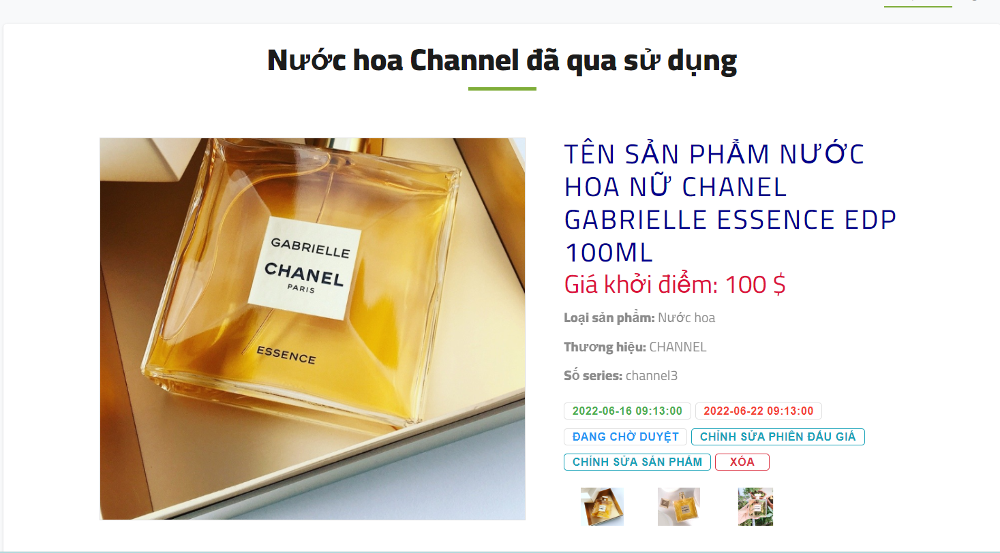 Nước hoa Channel đã qua sử dụng
GABRIELLE
CHANEL
PARIS
ESSENCE
TÊN SẢN PHẨM NƯỚC
HOA NỮ CHANEL
GABRIELLE ESSENCE EDP
100ML
Giá khởi điểm: 100 $
Loại sản phẩm: Nước hoa
Thương hiệu: CHANNEL
Số series: channel3
2022-06-16 09:13:00 2022-06-22 09:13:00
ĐANG CHỜ DUYỆT CHỈNH SỬA PHIÊN ĐẤU GIÁ
CHỈNH SỬA SẢN PHẨM XÓA